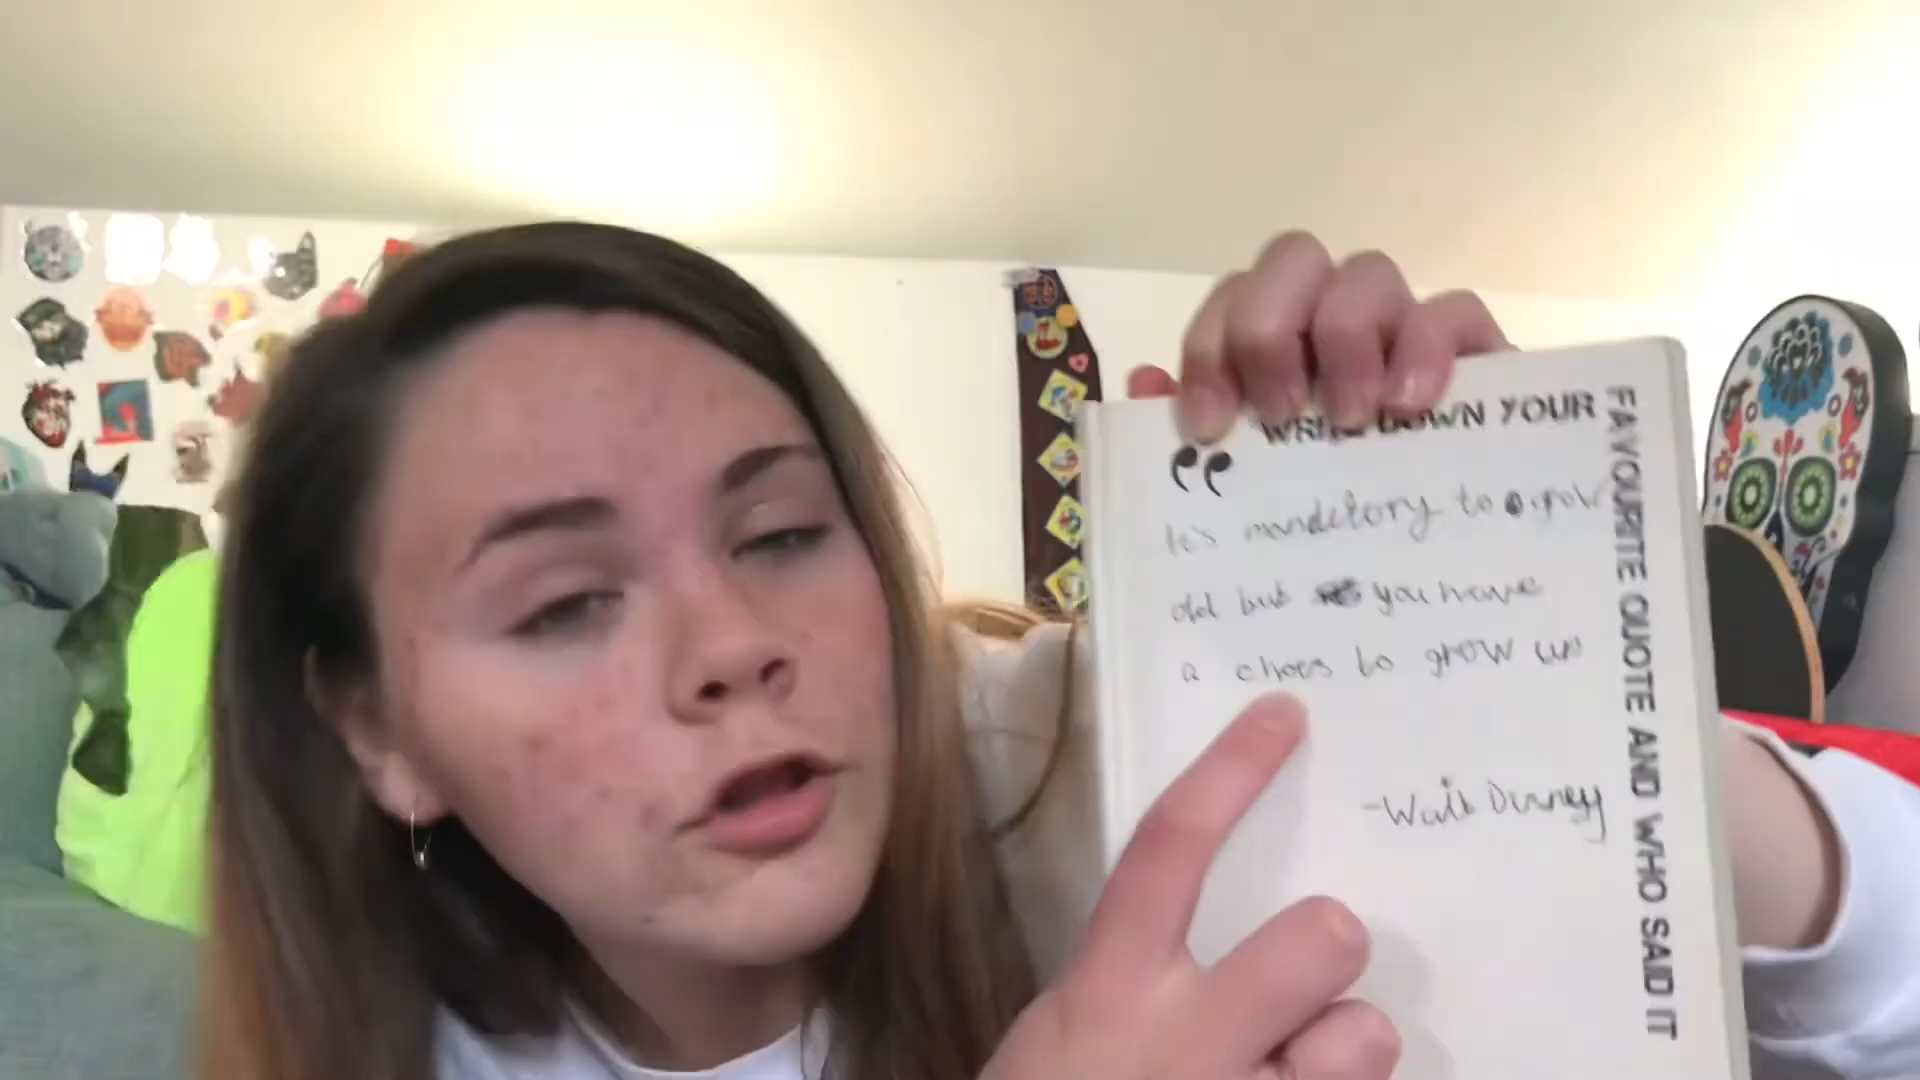 WRITE DOWN YOUR
FAVOURITE QUOTE AND WHO SAID IT
It's mandetory to grow
old but you have
a choes to grow up
-Walt Disney